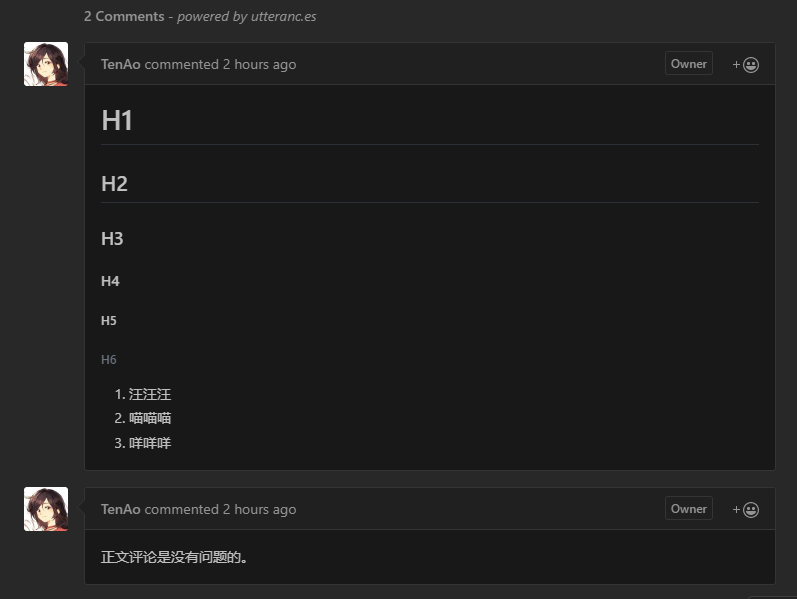 2 Comments - powered by utteranc.es
TenAo commented 2 hours ago Owner +
H1
H2
H3
H4
H5
H6
1. 汪汪汪
2. 喵喵喵
3. 咩咩咩
TenAo commented 2 hours ago Owner +
正文评论是没有问题的。